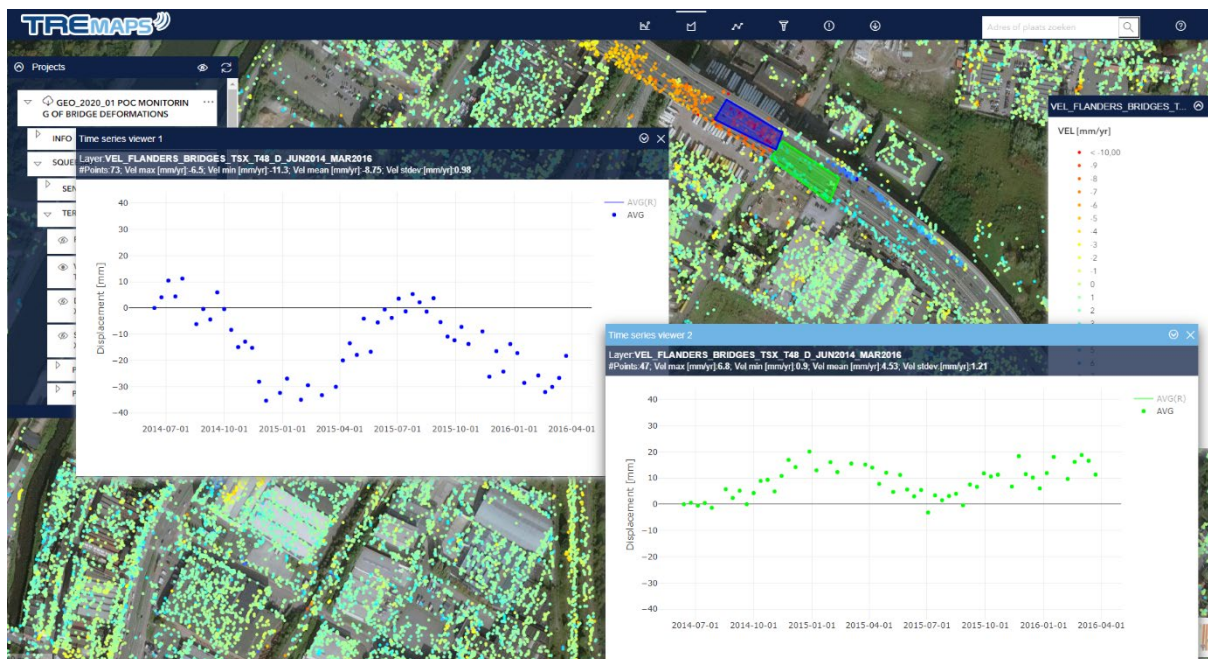 TREMAPS
Adres of plaats zoeken
Projects
GEO_2020_01 POC MONITORIN
G OF BRIDGE DEFORMATIONS
INFO
SQUE
SEN
TER
VEL_FLANDERS_BRIDGES_T...
VEL [mm/yr]
< -10,00
-9
-8
-7
-6
-5
-4
-3
-2
-1
0
1
2
Time series viewer 1
Layer:VEL_FLANDERS_BRIDGES_TSX_T48_D_JUN2014_MAR2016
#Points:73; Vel max [mm/yr]:-6.5; Vel min [mm/yr]:-11.3; Vel mean [mm/yr]:-8.75; Vel stdev:[mm/yr]:0.98
AVG(R)
AVG
Displacement [mm]
40
30
20
10
0
−10
−20
−30
−40
2014-07-01 2014-10-01 2015-01-01 2015-04-01 2015-07-01 2015-10-01 2016-01-01 2016-04-01
Time series viewer 2
Layer:VEL_FLANDERS_BRIDGES_TSX_T48_D_JUN2014_MAR2016
#Points:47; Vel max [mm/yr]:6.8; Vel min [mm/yr]:0.9; Vel mean [mm/yr]:4.53; Vel stdev:[mm/yr]:1.21
AVG(R)
AVG
Displacement [mm]
40
30
20
10
0
−10
−20
−30
−40
2014-07-01 2014-10-01 2015-01-01 2015-04-01 2015-07-01 2015-10-01 2016-01-01 2016-04-01